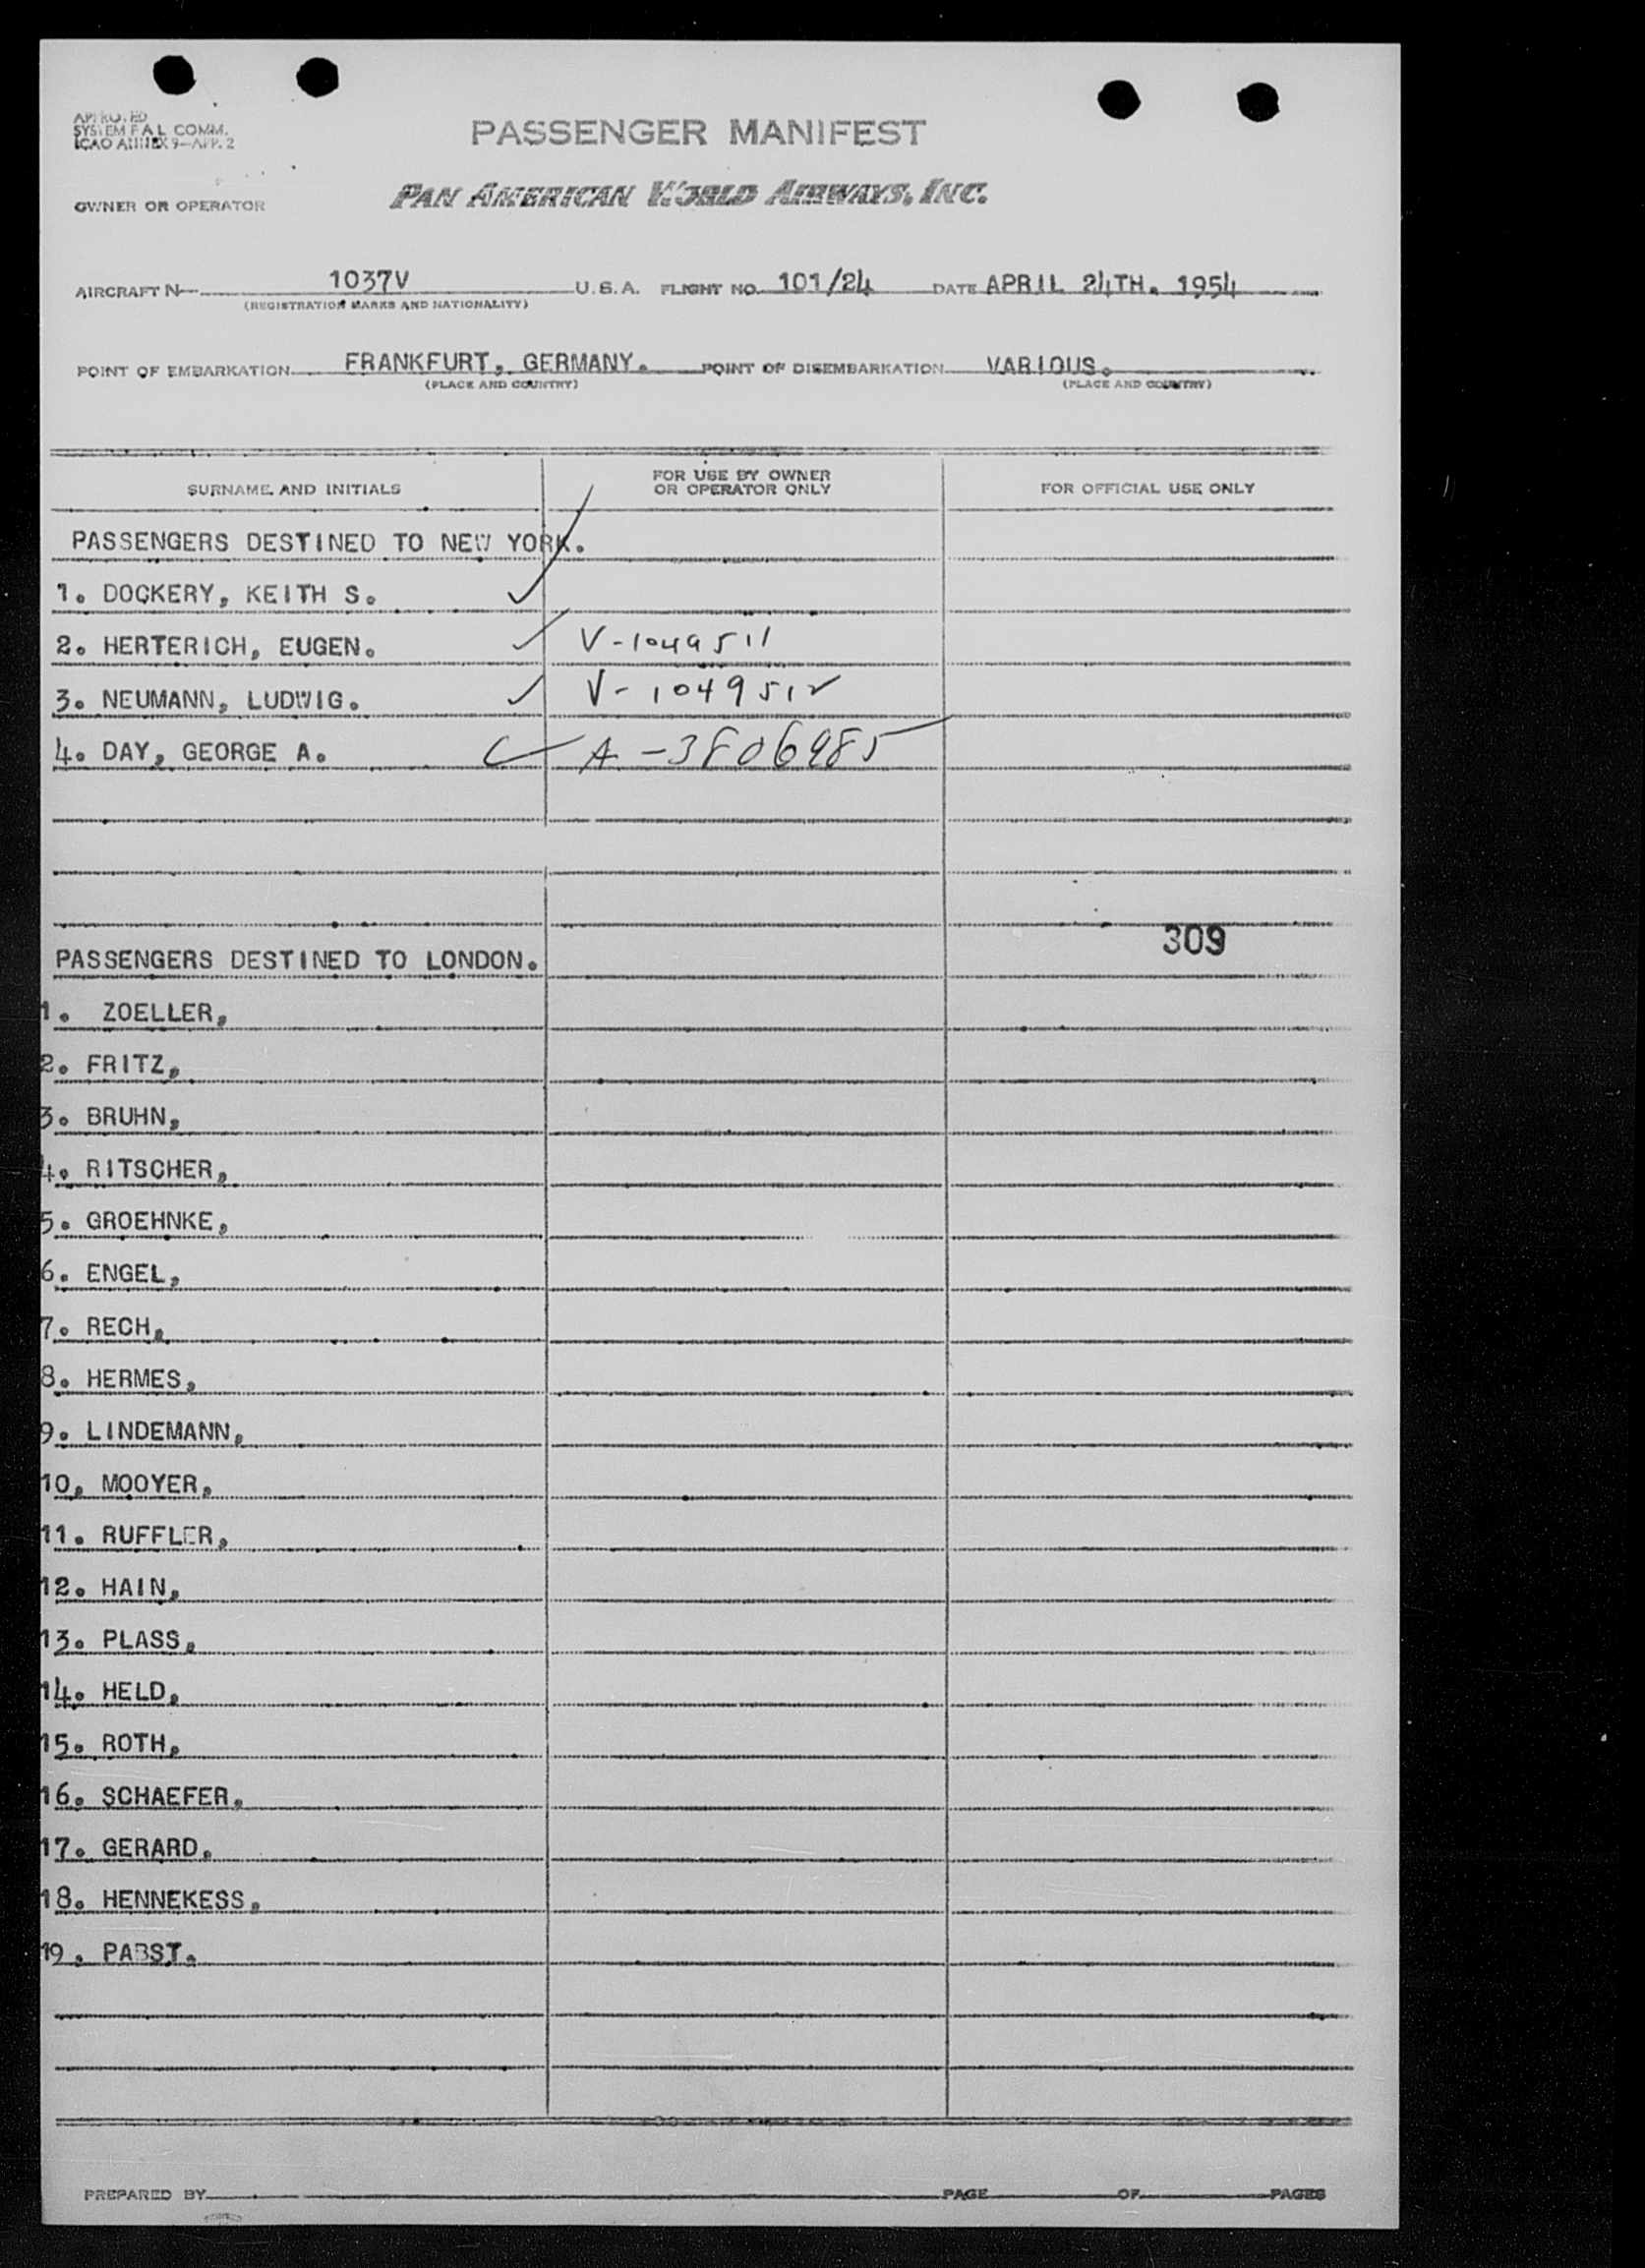 APPROVED
SYSTEM FAL COMM.
ICAO ANNEX 9-APP. 2
PASSENGER MANIFEST
OWNER OR OPERATOR PAN AMERICAN WORLD AIRWAYS, INC.
AIRCRAFT N 1037V U.S.A. FLIGHT NO. 101/24 DATE APRIL 24TH. 1954
(REGISTRATION MARKS AND NATIONALITY)
POINT OF EMBARKATION FRANKFURT, GERMANY. POINT OF DISEMBARKATION VARIOUS.
(PLACE AND COUNTRY) (PLACE AND COUNTRY)
SURNAME AND INITIALS FOR USE BY OWNER OR OPERATOR ONLY FOR OFFICIAL USE ONLY
PASSENGERS DESTINED TO NEW YORK.
1. DOCKERY, KEITH S. ✓
2. HERTERICH, EUGEN. ✓ V-1049511
3. NEUMANN, LUDWIG. ✓ V-1049512
4. DAY, GEORGE A. ✓ A-3806985
309
PASSENGERS DESTINED TO LONDON.
1. ZOELLER,
2. FRITZ,
3. BRUHN,
4. RITSCHER,
5. GROEHNKE,
6. ENGEL,
7. RECH,
8. HERMES,
9. LINDEMANN,
10, MOOYER,
11. RUFFLER,
12. HAIN,
13. PLASS,
14. HELD,
15. ROTH,
16. SCHAEFER,
17. GERARD,
18. HENNEKESS,
19. PABST.
PREPARED BY PAGE OF PAGES